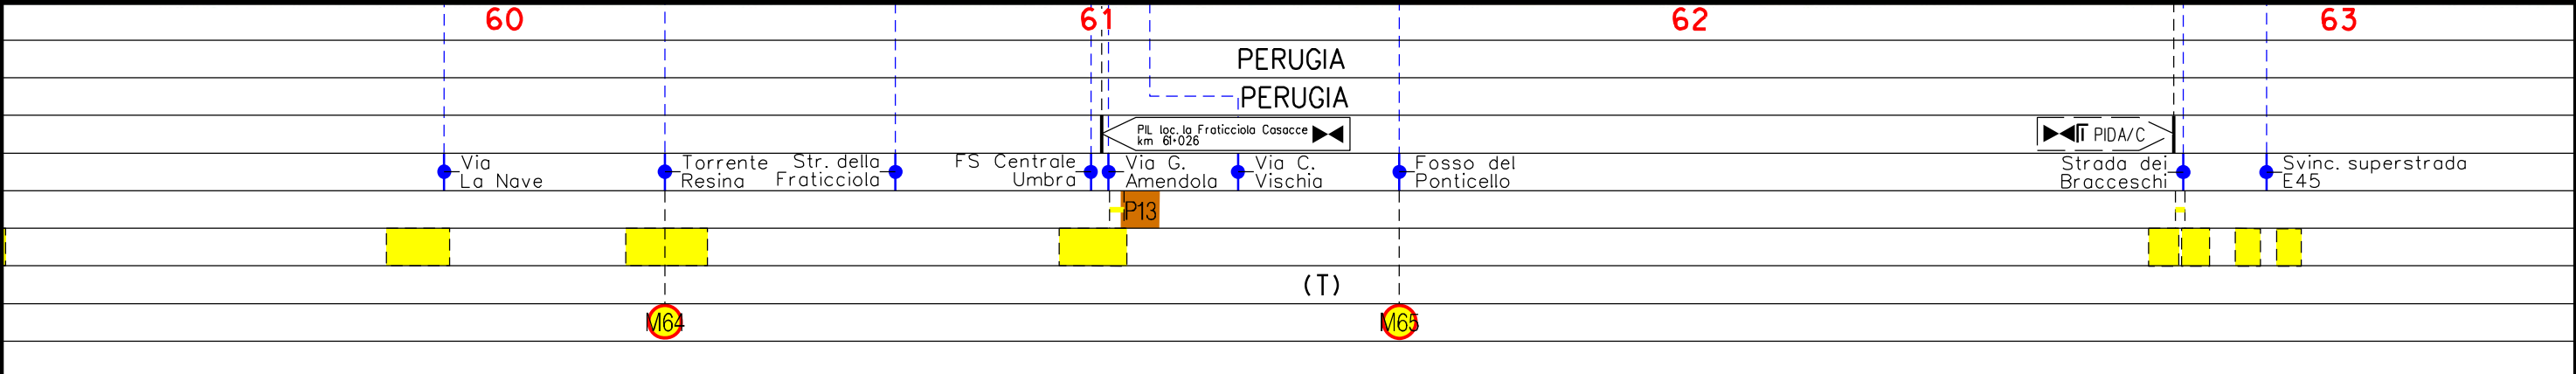 60 61 62 63
PERUGIA
PERUGIA
PIL loc. la Fraticciola Casacce
km 61+026
PIDA/C
Via
La Nave
Torrente
Resina
Str. della
Fraticciola
FS Centrale
Umbra
Via G.
Amendola
Via C.
Vischia
Fosso del
Ponticello
Strada dei
Bracceschi
Svinc. superstrada
E45
P13
(T)
M64
M65